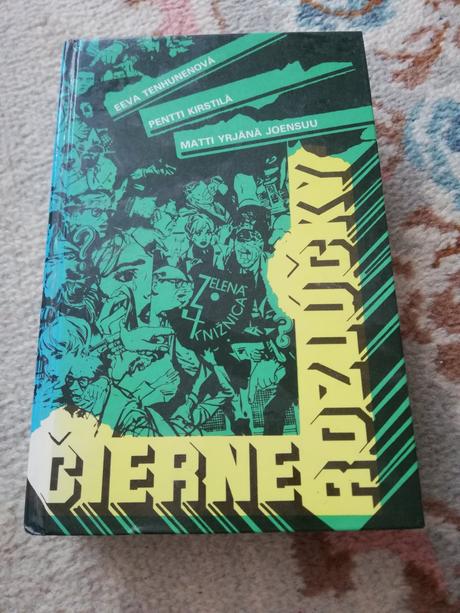 EEVA TENHUNENOVÁ
PENTTI KIRSTILÄ
MATTI YRJÄNÄ JOENSUU
ZELENÁ
KNIŽNICA
ČIERNE
ROZLÚČKY